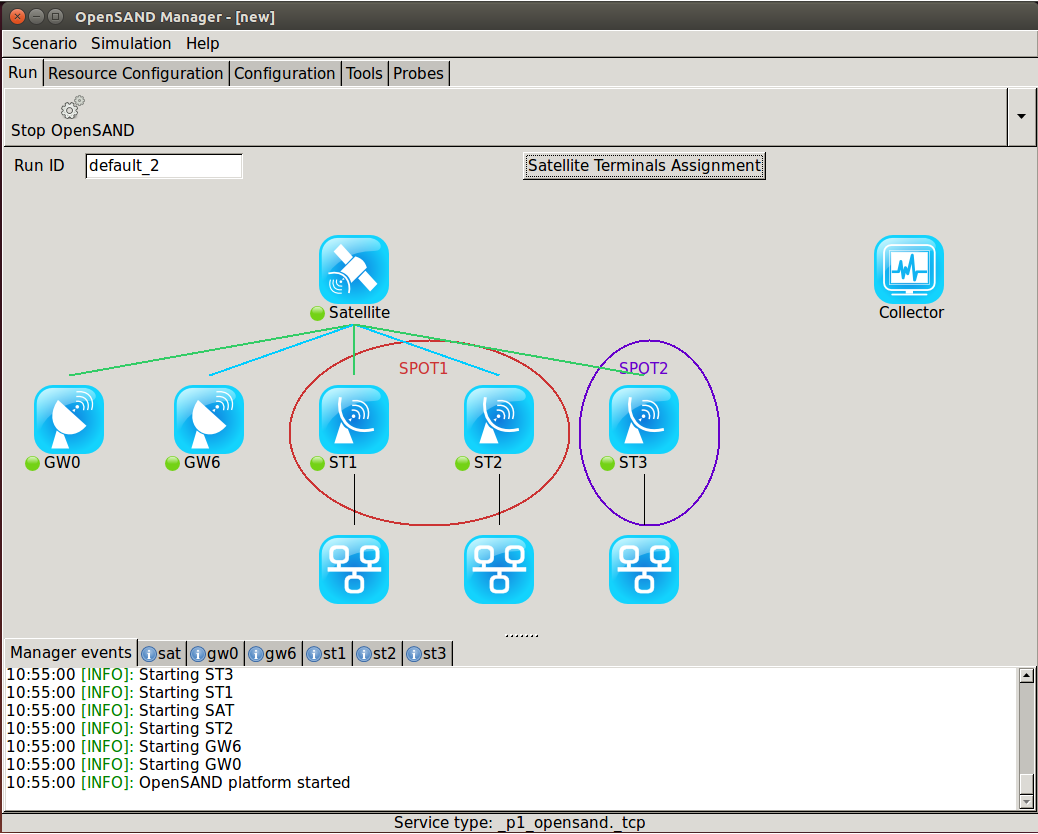 OpenSAND Manager - [new]
Scenario Simulation Help
Run Resource Configuration Configuration Tools Probes
Stop OpenSAND
Run ID default_2 Satellite Terminals Assignment
Satellite
Collector
SPOT1
SPOT2
GW0
GW6
ST1
ST2
ST3
Manager events sat gw0 gw6 st1 st2 st3
10:55:00 [INFO]: Starting ST3
10:55:00 [INFO]: Starting ST1
10:55:00 [INFO]: Starting SAT
10:55:00 [INFO]: Starting ST2
10:55:00 [INFO]: Starting GW6
10:55:00 [INFO]: Starting GW0
10:55:00 [INFO]: OpenSAND platform started
Service type: _p1_opensand._tcp